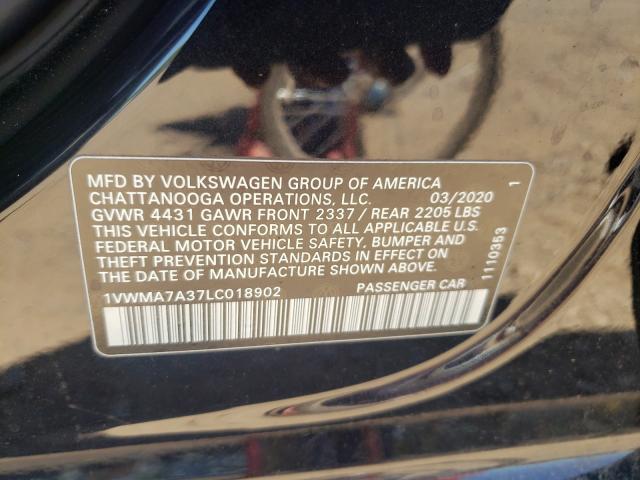 MFD BY VOLKSWAGEN GROUP OF AMERICA
CHATTANOOGA OPERATIONS, LLC. 03/2020 1
GVWR 4431 GAWR FRONT 2337 / REAR 2205 LBS
THIS VEHICLE CONFORMS TO ALL APPLICABLE U.S.
FEDERAL MOTOR VEHICLE SAFETY, BUMPER AND
THEFT PREVENTION STANDARDS IN EFFECT ON
THE DATE OF MANUFACTURE SHOWN ABOVE.
1VWMA7A37LC018902 PASSENGER CAR
1110353